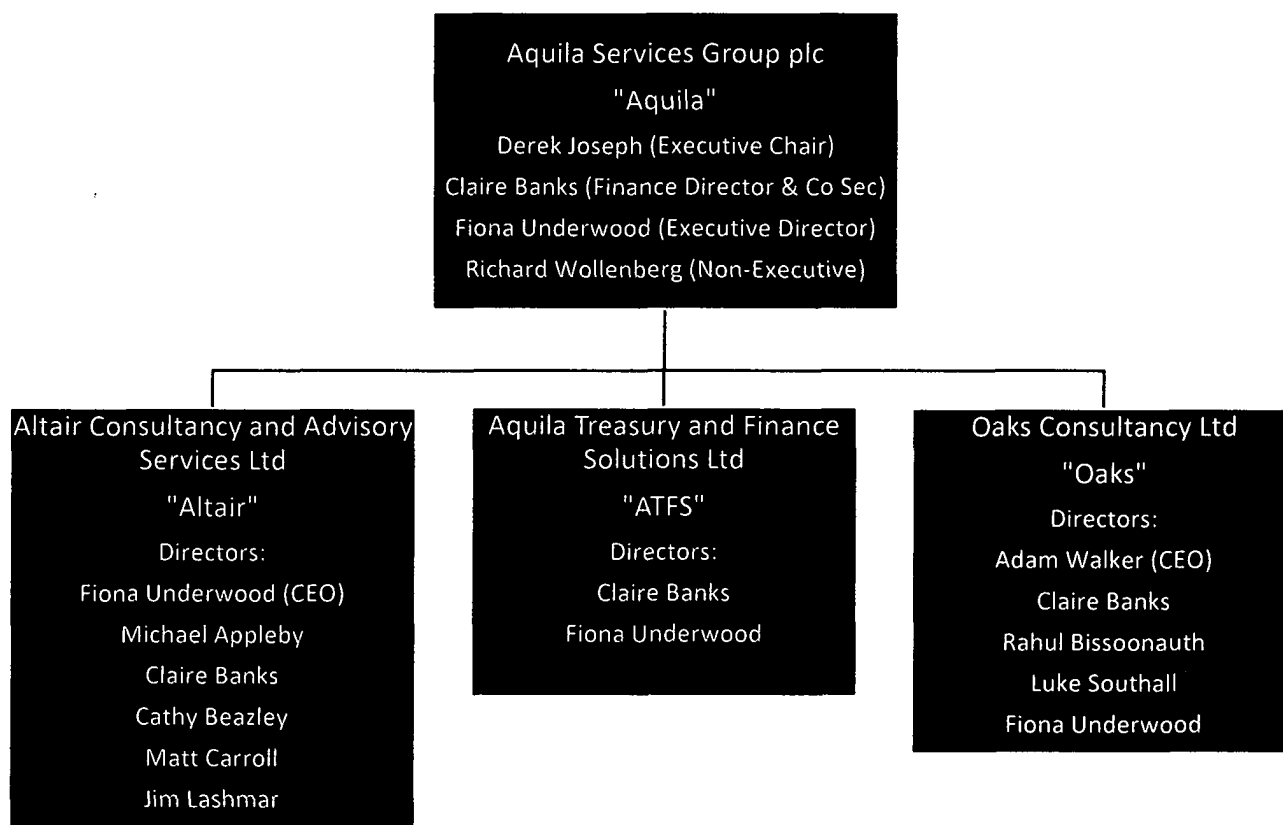 Aquila Services Group plc
"Aquila"
Derek Joseph (Executive Chair)
Claire Banks (Finance Director & Co Sec)
Fiona Underwood (Executive Director)
Richard Wollenberg (Non-Executive)
Altair Consultancy and Advisory
Services Ltd
"Altair"
Directors:
Fiona Underwood (CEO)
Michael Appleby
Claire Banks
Cathy Beazley
Matt Carroll
Jim Lashmar
Aquila Treasury and Finance
Solutions Ltd
"ATFS"
Directors:
Claire Banks
Fiona Underwood
Oaks Consultancy Ltd
"Oaks"
Directors:
Adam Walker (CEO)
Claire Banks
Rahul Bissoonauth
Luke Southall
Fiona Underwood